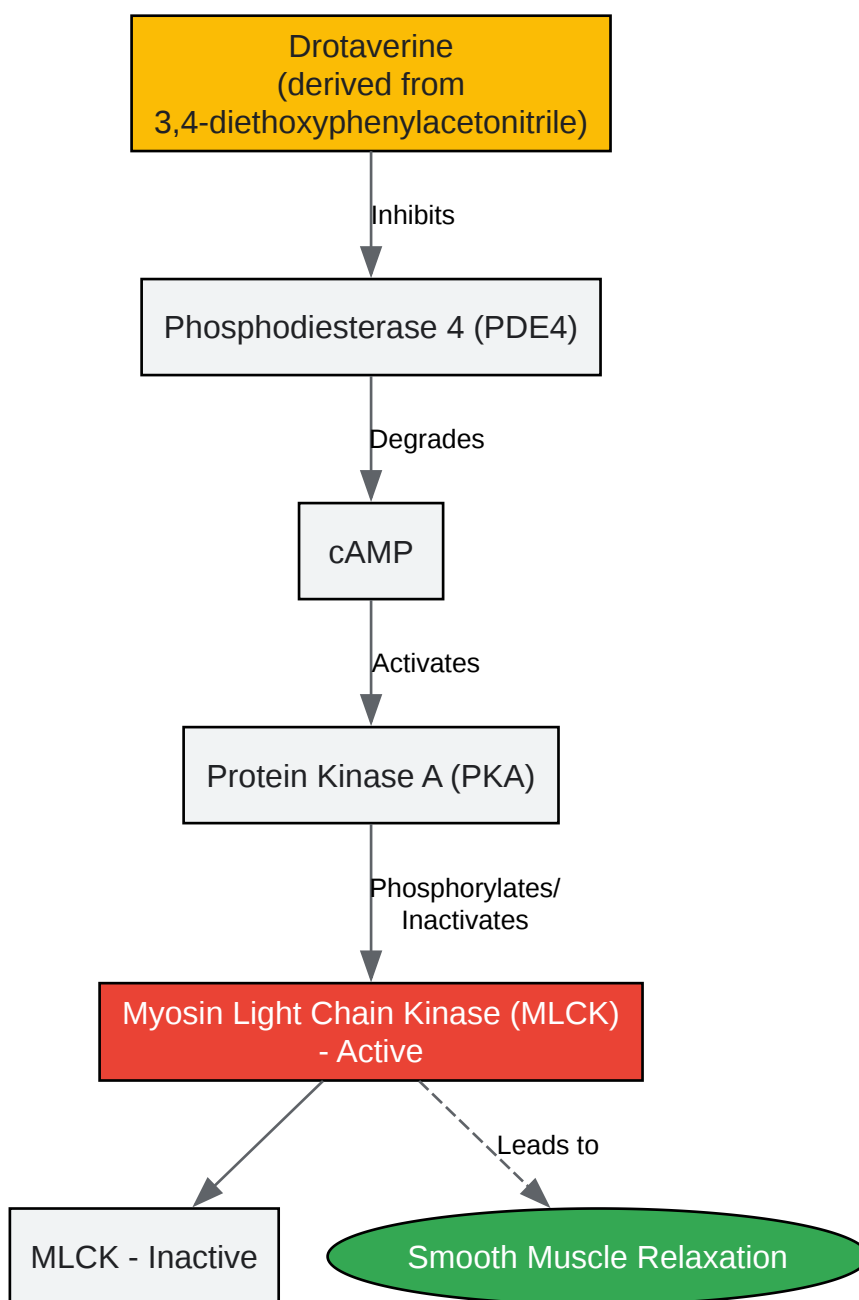 Drotaverine
(derived from
3,4-diethoxyphenylacetonitrile)
Inhibits
Phosphodiesterase 4 (PDE4)
Degrades
cAMP
Activates
Protein Kinase A (PKA)
Phosphorylates/
Inactivates
Myosin Light Chain Kinase (MLCK)
- Active
Leads to
MLCK - Inactive
Smooth Muscle Relaxation